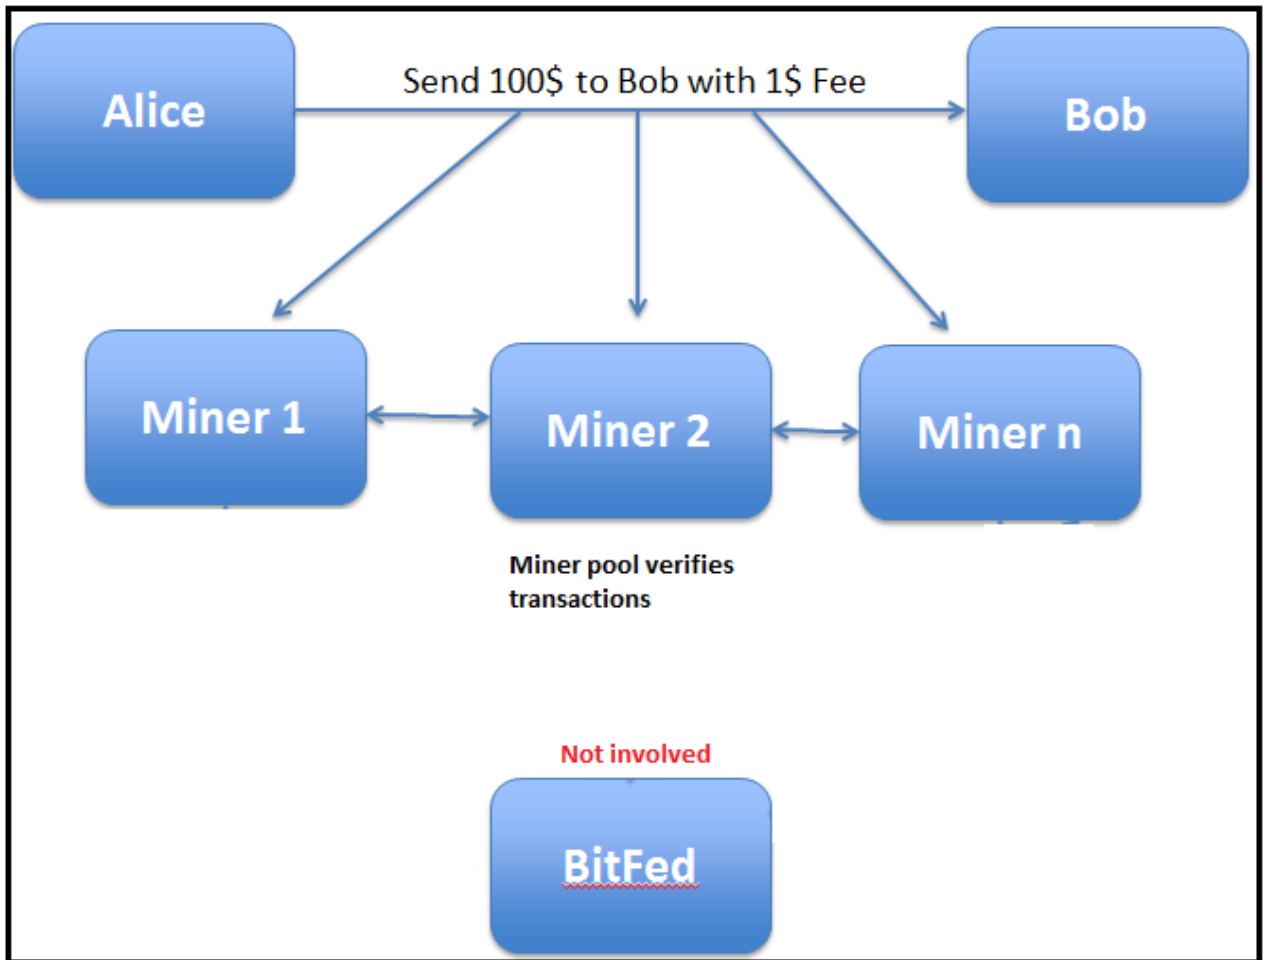 Alice
Send 100$ to Bob with 1$ Fee
Bob
Miner 1
Miner 2
Miner n
Miner pool verifies
transactions
Not involved
BitFed